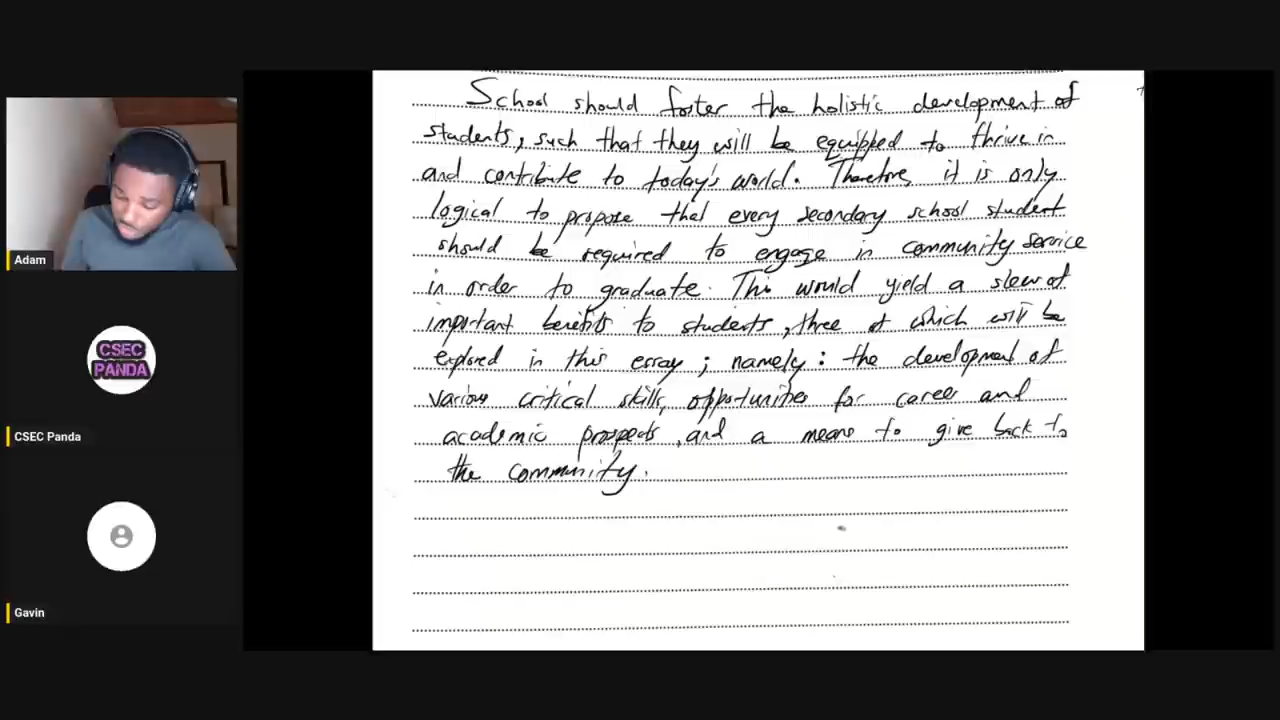 School should foster the holistic development of
students, such that they will be equipped to thrive in
and contribute to today's world. Therefore, it is only
logical to propose that every secondary school student
should be required to engage in community service
in order to graduate. This would yield a slew of
important benefits to students, three of which will be
explored in this essay; namely: the development of
various critical skills, opportunities for career and
academic prospects, and a means to give back to
the community.
Adam
CSEC
PANDA
CSEC Panda
Gavin